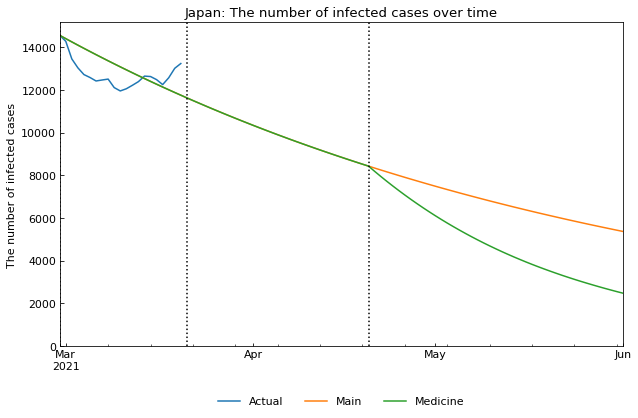 Japan: The number of infected cases over time
The number of infected cases
14000
12000
10000
8000
6000
4000
2000
0
Mar
2021
Apr
May
Jun
Actual
Main
Medicine